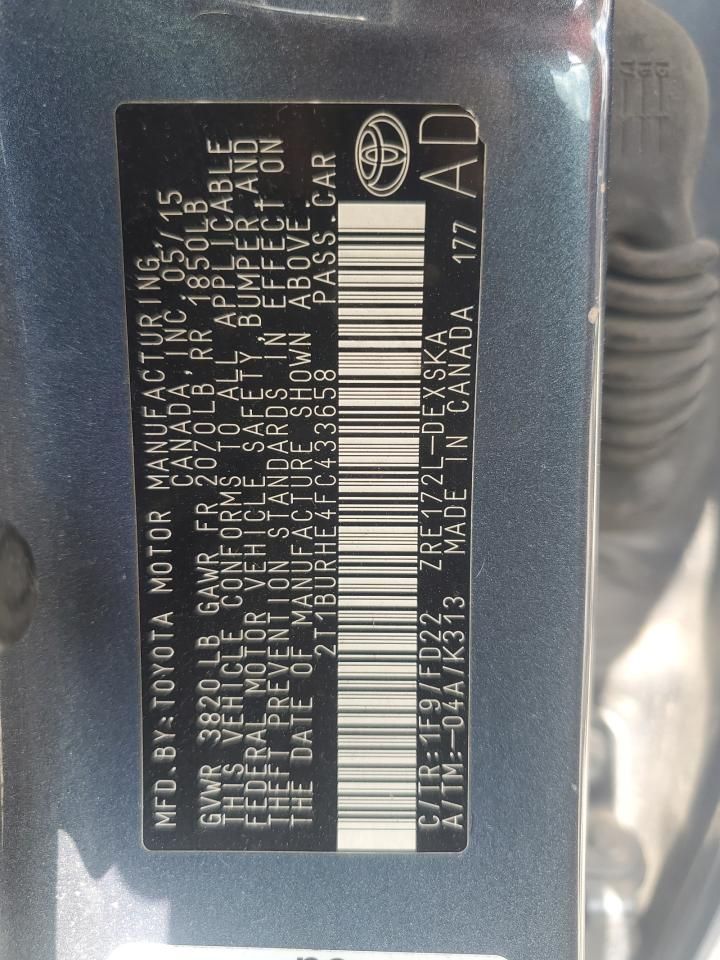 MFD.BY:TOYOTA MOTOR MANUFACTURING,
CANADA,INC. 05/15
GVWR 3820 LB GAWR FR 2070LB,RR 1850LB
THIS VEHICLE CONFORMS TO ALL APPLICABLE
FEDERAL MOTOR VEHICLE SAFETY,BUMPER AND
THEFT PREVENTION STANDARDS IN EFFECT ON
THE DATE OF MANUFACTURE SHOWN ABOVE.
2T1BURHE4FC433658 PASS.CAR
C/TR:1F9/FD22 ZRE172L-DEXSKA
A/TM:-04A/K313 MADE IN CANADA 177 AD